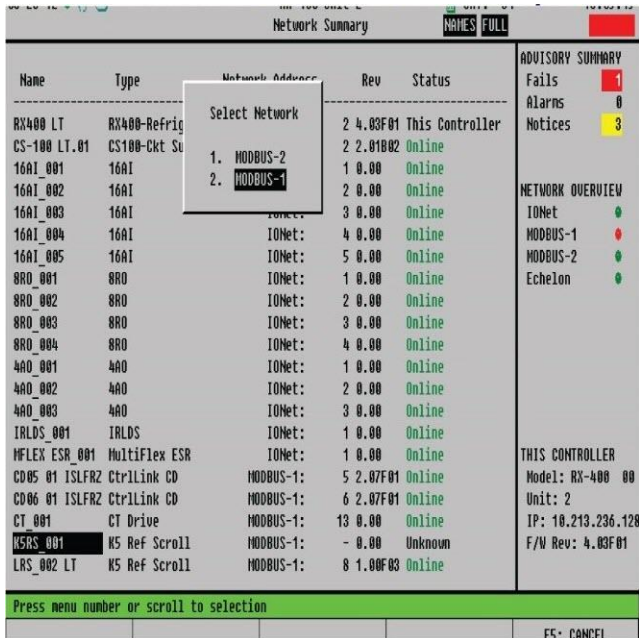 Network Summary NAMES FULL
Name Type Network Address Rev Status
RX400 LT RX400-Refrig 2 4.03F01 This Controller
CS-100 LT.01 CS100-Ckt Su 2 2.01B02 Online
16AI_001 16AI 1 0.00 Online
16AI_002 16AI 2 0.00 Online
16AI_003 16AI IONet: 3 0.00 Online
16AI_004 16AI IONet: 4 0.00 Online
16AI_005 16AI IONet: 5 0.00 Online
8RO_001 8RO IONet: 1 0.00 Online
8RO_002 8RO IONet: 2 0.00 Online
8RO_003 8RO IONet: 3 0.00 Online
8RO_004 8RO IONet: 4 0.00 Online
4AO_001 4AO IONet: 1 0.00 Online
4AO_002 4AO IONet: 2 0.00 Online
4AO_003 4AO IONet: 3 0.00 Online
IRLDS_001 IRLDS IONet: 1 0.00 Online
MFLEX ESR_001 MultiFlex ESR IONet: 1 0.00 Online
CD05 01 ISLFRZ CtrlLink CD MODBUS-1: 5 2.07F01 Online
CD06 01 ISLFRZ CtrlLink CD MODBUS-1: 6 2.07F01 Online
CT_001 CT Drive MODBUS-1: 13 0.00 Online
K5RS_001 K5 Ref Scroll MODBUS-1: - 0.00 Unknown
LRS_002 LT K5 Ref Scroll MODBUS-1: 8 1.00F03 Online
Select Network
1. MODBUS-2
2. MODBUS-1
ADVISORY SUMMARY
Fails 1
Alarms 0
Notices 3
NETWORK OVERVIEW
IONet
MODBUS-1
MODBUS-2
Echelon
THIS CONTROLLER
Model: RX-400 00
Unit: 2
IP: 10.213.236.128
F/W Rev: 4.03F01
Press menu number or scroll to selection
F5: CANCEL